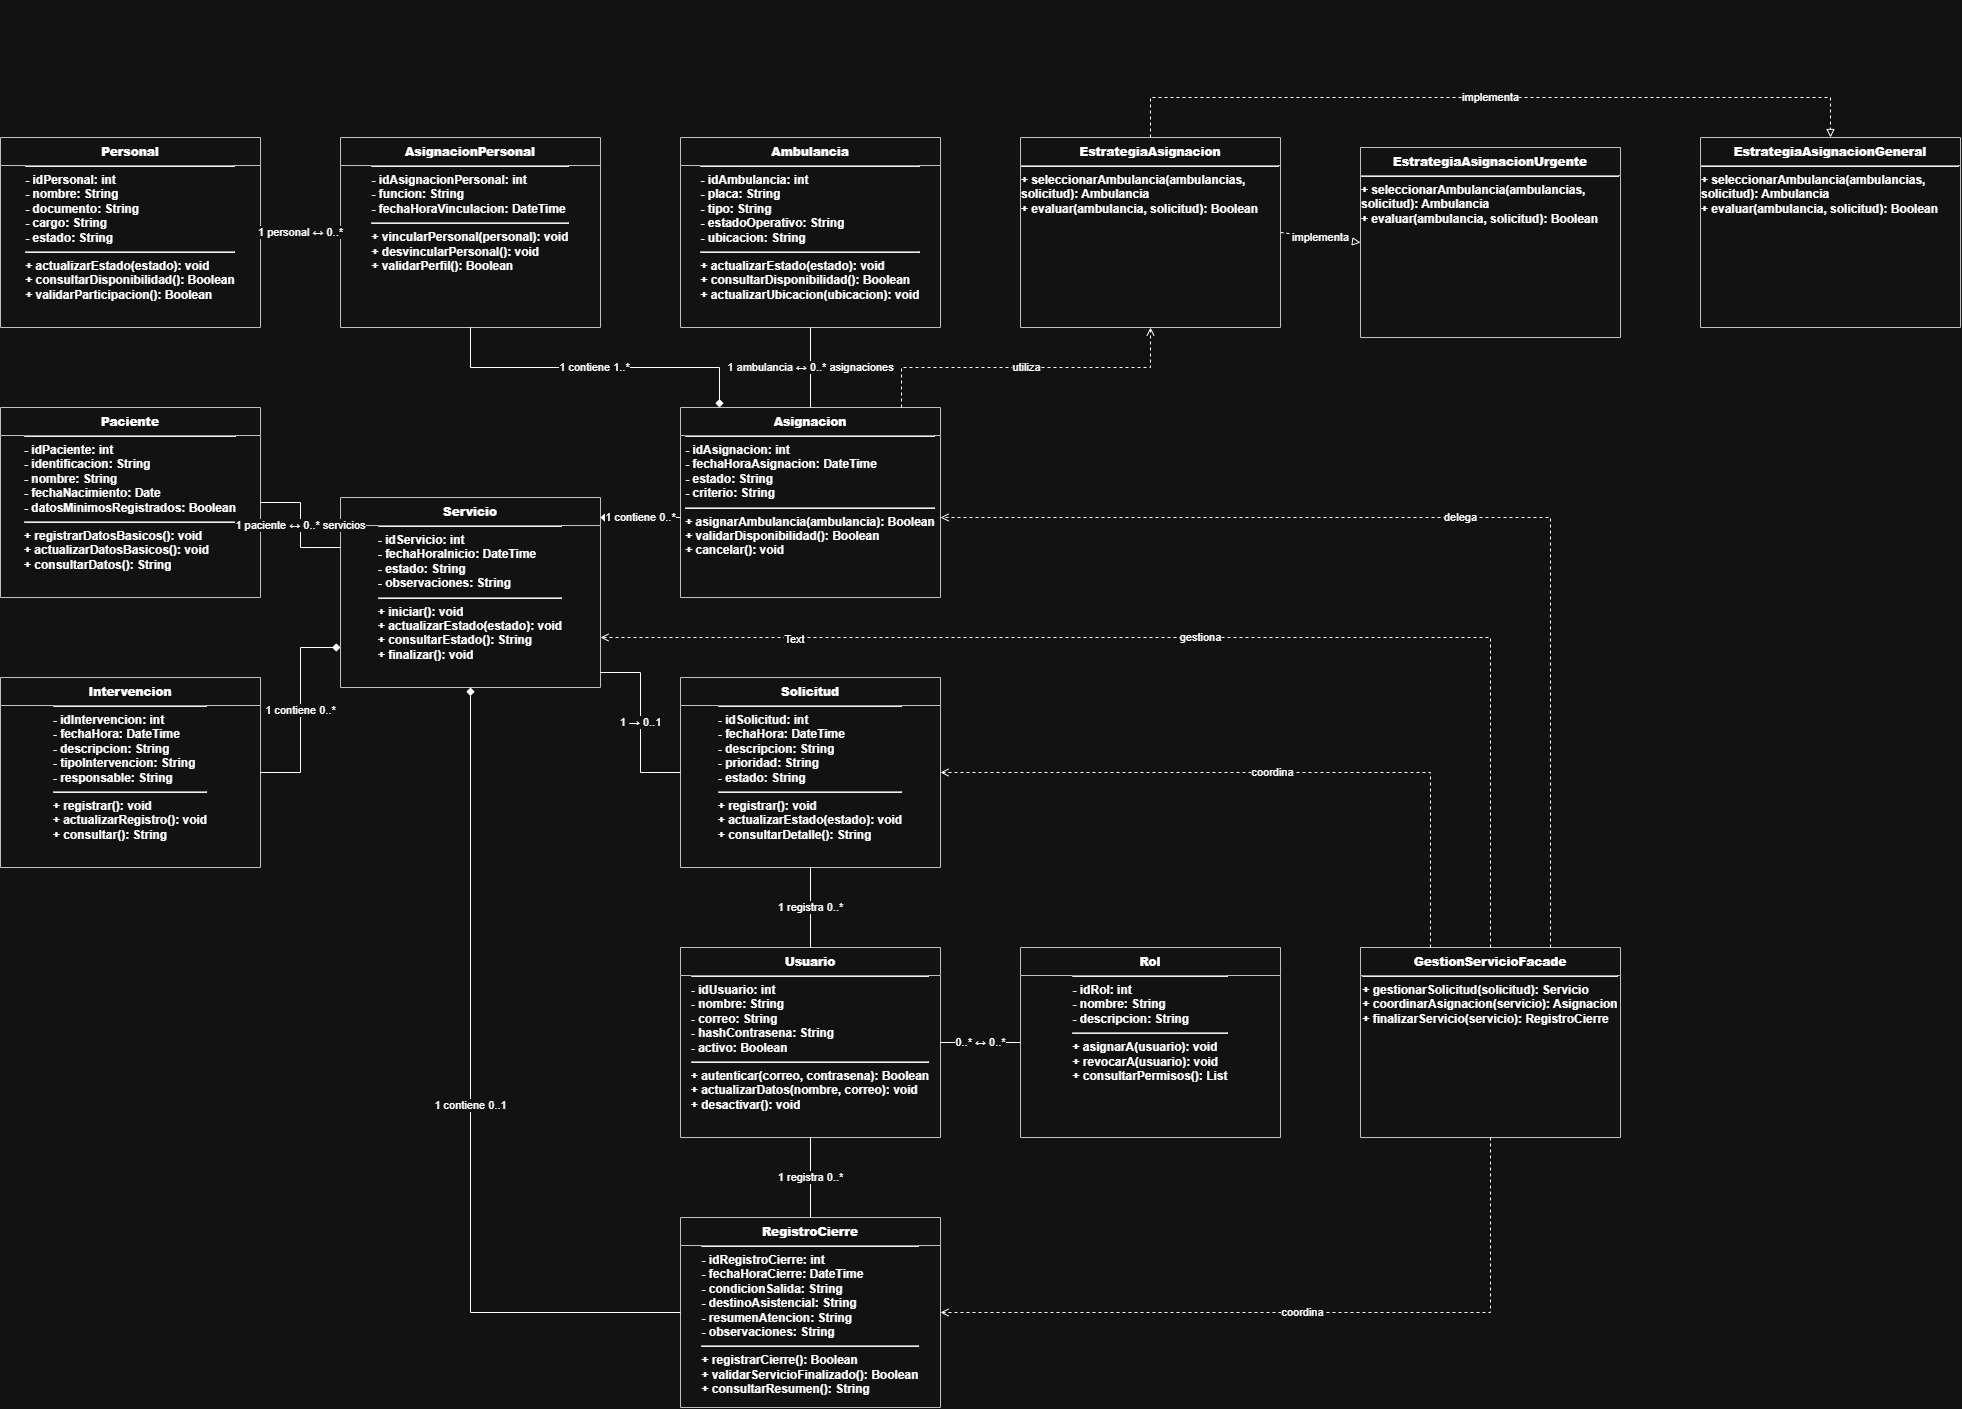 implementa
Personal
- idPersonal: int
- nombre: String
- documento: String
- cargo: String
- estado: String
+ actualizarEstado(estado): void
+ consultarDisponibilidad(): Boolean
+ validarParticipacion(): Boolean
1 personal ↔ 0..*
AsignacionPersonal
- idAsignacionPersonal: int
- funcion: String
- fechaHoraVinculacion: DateTime
+ vincularPersonal(personal): void
+ desvincularPersonal(): void
+ validarPerfil(): Boolean
Ambulancia
- idAmbulancia: int
- placa: String
- tipo: String
- estadoOperativo: String
- ubicacion: String
+ actualizarEstado(estado): void
+ consultarDisponibilidad(): Boolean
+ actualizarUbicacion(ubicacion): void
EstrategiaAsignacion
+ seleccionarAmbulancia(ambulancias,
solicitud): Ambulancia
+ evaluar(ambulancia, solicitud): Boolean
implementa
EstrategiaAsignacionUrgente
+ seleccionarAmbulancia(ambulancias,
solicitud): Ambulancia
+ evaluar(ambulancia, solicitud): Boolean
EstrategiaAsignacionGeneral
+ seleccionarAmbulancia(ambulancias,
solicitud): Ambulancia
+ evaluar(ambulancia, solicitud): Boolean
1 contiene 1..*
1 ambulancia ↔ 0..* asignaciones
utiliza
Paciente
- idPaciente: int
- identificacion: String
- nombre: String
- fechaNacimiento: Date
- datosMinimosRegistrados: Boolean
+ registrarDatosBasicos(): void
+ actualizarDatosBasicos(): void
+ consultarDatos(): String
1 paciente ↔ 0..* servicios
Servicio
- idServicio: int
- fechaHoraInicio: DateTime
- estado: String
- observaciones: String
+ iniciar(): void
+ actualizarEstado(estado): void
+ consultarEstado(): String
+ finalizar(): void
1 contiene 0..*
Asignacion
- idAsignacion: int
- fechaHoraAsignacion: DateTime
- estado: String
- criterio: String
+ asignarAmbulancia(ambulancia): Boolean
+ validarDisponibilidad(): Boolean
+ cancelar(): void
delega
Text
gestiona
Intervencion
- idIntervencion: int
- fechaHora: DateTime
- descripcion: String
- tipoIntervencion: String
- responsable: String
+ registrar(): void
+ actualizarRegistro(): void
+ consultar(): String
1 contiene 0..*
1 → 0..1
Solicitud
- idSolicitud: int
- fechaHora: DateTime
- descripcion: String
- prioridad: String
- estado: String
+ registrar(): void
+ actualizarEstado(estado): void
+ consultarDetalle(): String
coordina
1 registra 0..*
Usuario
- idUsuario: int
- nombre: String
- correo: String
- hashContrasena: String
- activo: Boolean
+ autenticar(correo, contrasena): Boolean
+ actualizarDatos(nombre, correo): void
+ desactivar(): void
0..* ↔ 0..*
Rol
- idRol: int
- nombre: String
- descripcion: String
+ asignarA(usuario): void
+ revocarA(usuario): void
+ consultarPermisos(): List
GestionServicioFacade
+ gestionarSolicitud(solicitud): Servicio
+ coordinarAsignacion(servicio): Asignacion
+ finalizarServicio(servicio): RegistroCierre
1 contiene 0..1
1 registra 0..*
RegistroCierre
- idRegistroCierre: int
- fechaHoraCierre: DateTime
- condicionSalida: String
- destinoAsistencial: String
- resumenAtencion: String
- observaciones: String
+ registrarCierre(): Boolean
+ validarServicioFinalizado(): Boolean
+ consultarResumen(): String
coordina